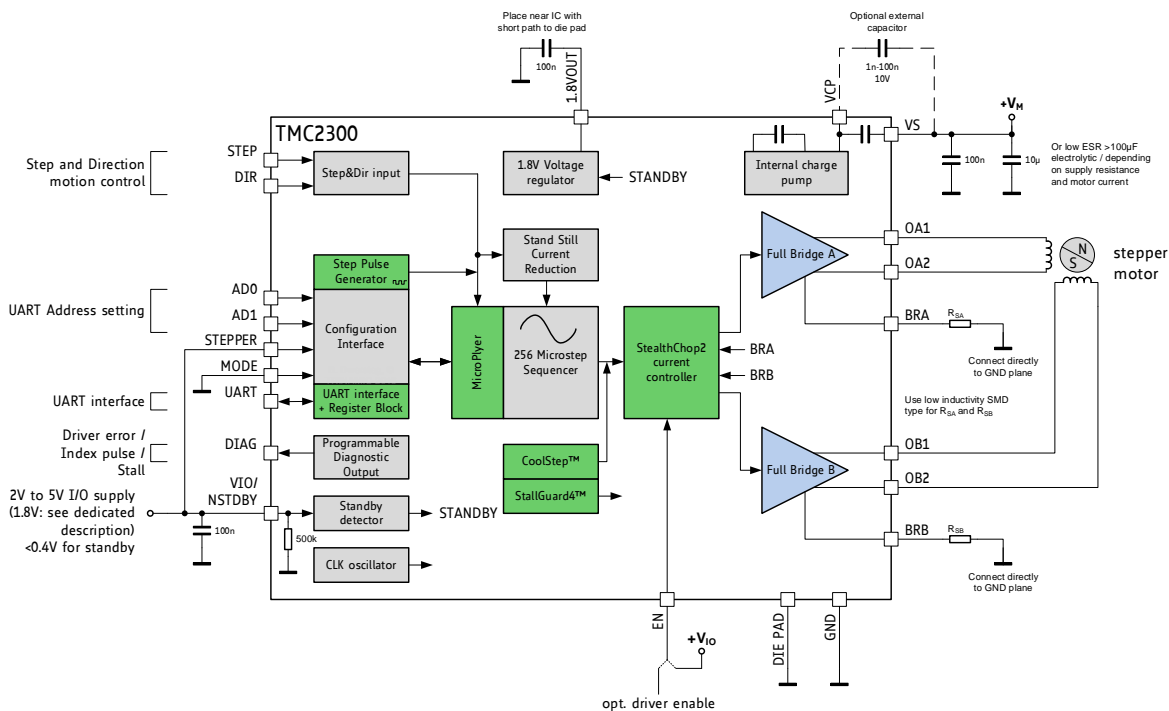 Place near IC with
short path to die pad
100n
1.8VOUT
Optional external
capacitor
1n-100n
10V
VCP
+VM
VS
100n
10µ
Or low ESR >100µF
electrolytic / depending
on supply resistance
and motor current
TMC2300
Step and Direction
motion control
STEP
DIR
Step&Dir input
1.8V Voltage
regulator
STANDBY
Internal charge
pump
Stand Still
Current
Reduction
Step Pulse
Generator
Full Bridge A
OA1
OA2
N
S
stepper
motor
UART Address setting
AD0
AD1
STEPPER
MODE
UART
Configuration
Interface
MicroPlyer
256 Microstep
Sequencer
StealthChop2
current
controller
BRA
BRB
BRA
RSA
Connect directly
to GND plane
UART interface
UART interface
+ Register Block
Use low inductivity SMD
type for RSA and RSB
Driver error /
Index pulse /
Stall
DIAG
Programmable
Diagnostic
Output
CoolStep™
StallGuard4™
Full Bridge B
OB1
OB2
2V to 5V I/O supply
(1.8V: see dedicated
description)
<0.4V for standby
VIO/
NSTDBY
100n
500k
Standby
detector
STANDBY
BRB
RSB
Connect directly
to GND plane
CLK oscillator
EN
+VIO
DIE PAD
GND
opt. driver enable